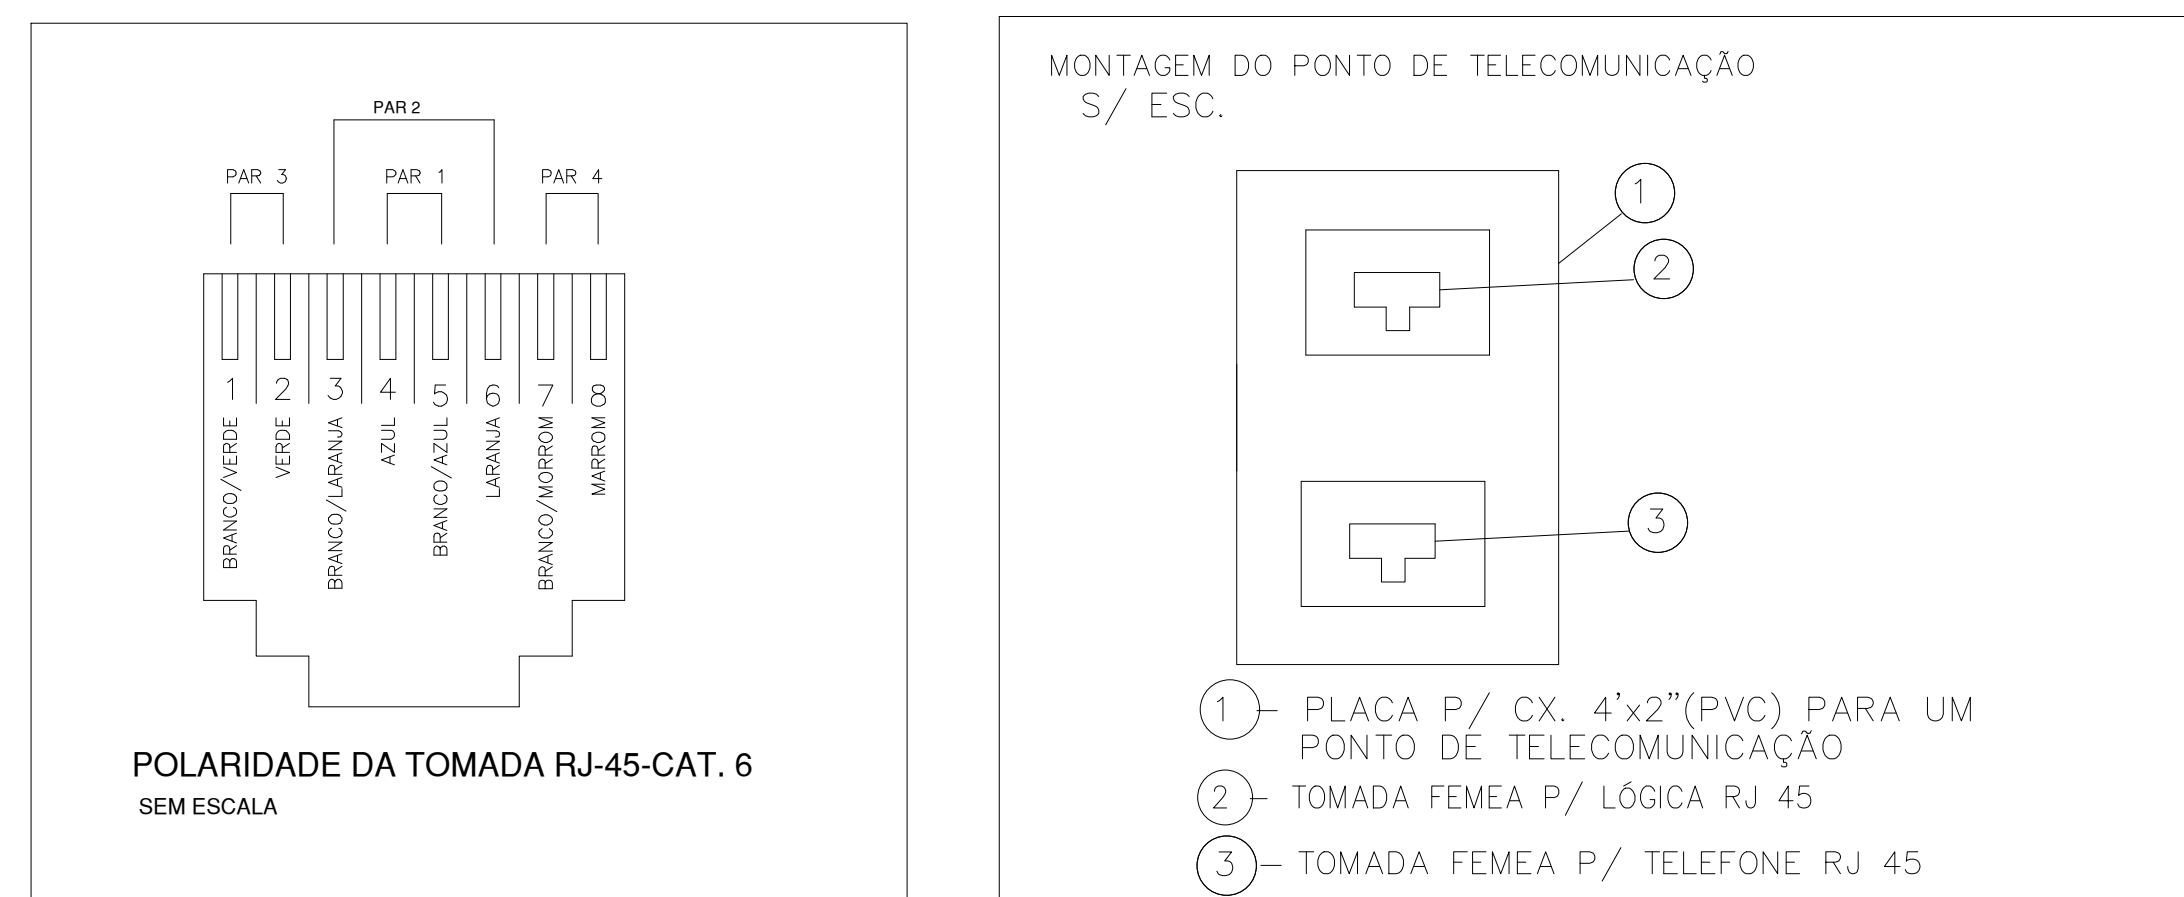 PAR 2
PAR 3
PAR 1
PAR 4
1
2
3
4
5
6
7
8
BRANCO/VERDE
VERDE
BRANCO/LARANJA
AZUL
BRANCO/AZUL
LARANJA
BRANCO/MORROM
MARROM
POLARIDADE DA TOMADA RJ-45-CAT. 6
SEM ESCALA
MONTAGEM DO PONTO DE TELECOMUNICAÇÃO
S/ ESC.
1
2
3
1 - PLACA P/ CX. 4'x2"(PVC) PARA UM
PONTO DE TELECOMUNICAÇÃO
2 - TOMADA FEMEA P/ LÓGICA RJ 45
3 - TOMADA FEMEA P/ TELEFONE RJ 45